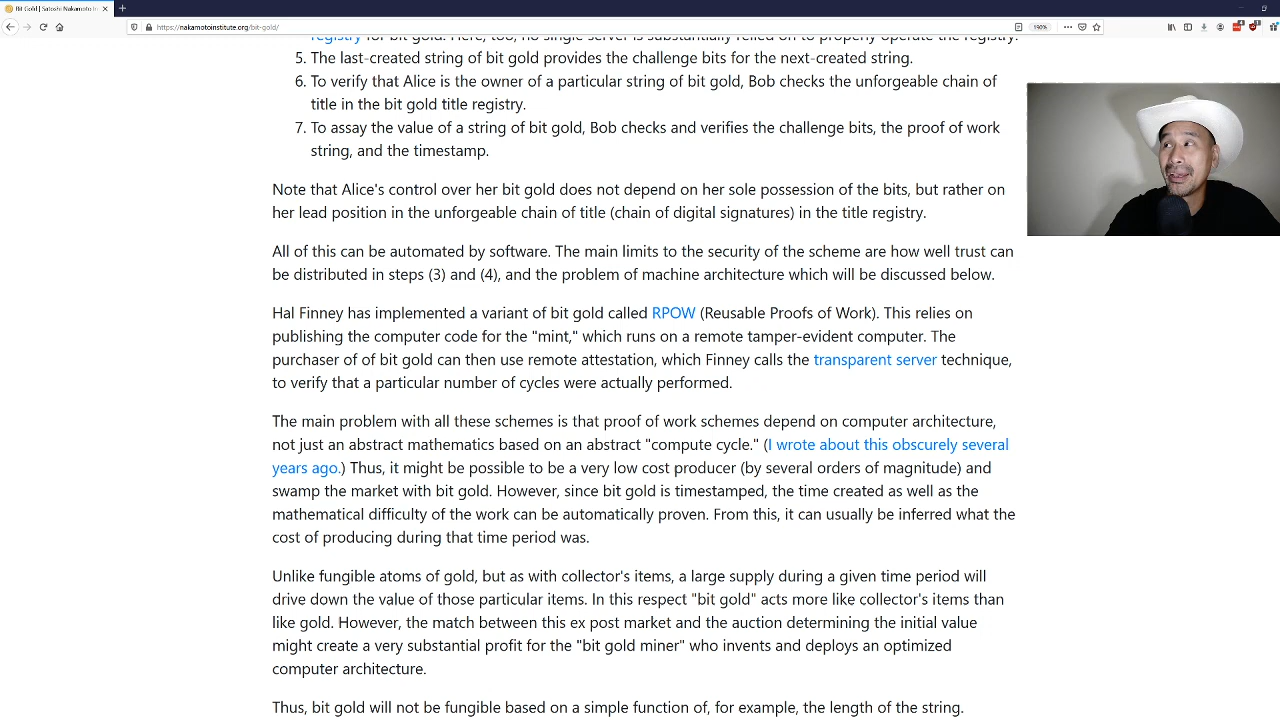 Bit Gold | Satoshi Nakamoto In
https://nakamotoinstitute.org/bit-gold/
190%
registry for bit gold. Here, too, no single server is substantially relied on to properly operate the registry.
5. The last-created string of bit gold provides the challenge bits for the next-created string.
6. To verify that Alice is the owner of a particular string of bit gold, Bob checks the unforgeable chain of
title in the bit gold title registry.
7. To assay the value of a string of bit gold, Bob checks and verifies the challenge bits, the proof of work
string, and the timestamp.
Note that Alice's control over her bit gold does not depend on her sole possession of the bits, but rather on
her lead position in the unforgeable chain of title (chain of digital signatures) in the title registry.
All of this can be automated by software. The main limits to the security of the scheme are how well trust can
be distributed in steps (3) and (4), and the problem of machine architecture which will be discussed below.
Hal Finney has implemented a variant of bit gold called RPOW (Reusable Proofs of Work). This relies on
publishing the computer code for the "mint," which runs on a remote tamper-evident computer. The
purchaser of of bit gold can then use remote attestation, which Finney calls the transparent server technique,
to verify that a particular number of cycles were actually performed.
The main problem with all these schemes is that proof of work schemes depend on computer architecture,
not just an abstract mathematics based on an abstract "compute cycle." (I wrote about this obscurely several
years ago.) Thus, it might be possible to be a very low cost producer (by several orders of magnitude) and
swamp the market with bit gold. However, since bit gold is timestamped, the time created as well as the
mathematical difficulty of the work can be automatically proven. From this, it can usually be inferred what the
cost of producing during that time period was.
Unlike fungible atoms of gold, but as with collector's items, a large supply during a given time period will
drive down the value of those particular items. In this respect "bit gold" acts more like collector's items than
like gold. However, the match between this ex post market and the auction determining the initial value
might create a very substantial profit for the "bit gold miner" who invents and deploys an optimized
computer architecture.
Thus, bit gold will not be fungible based on a simple function of, for example, the length of the string.